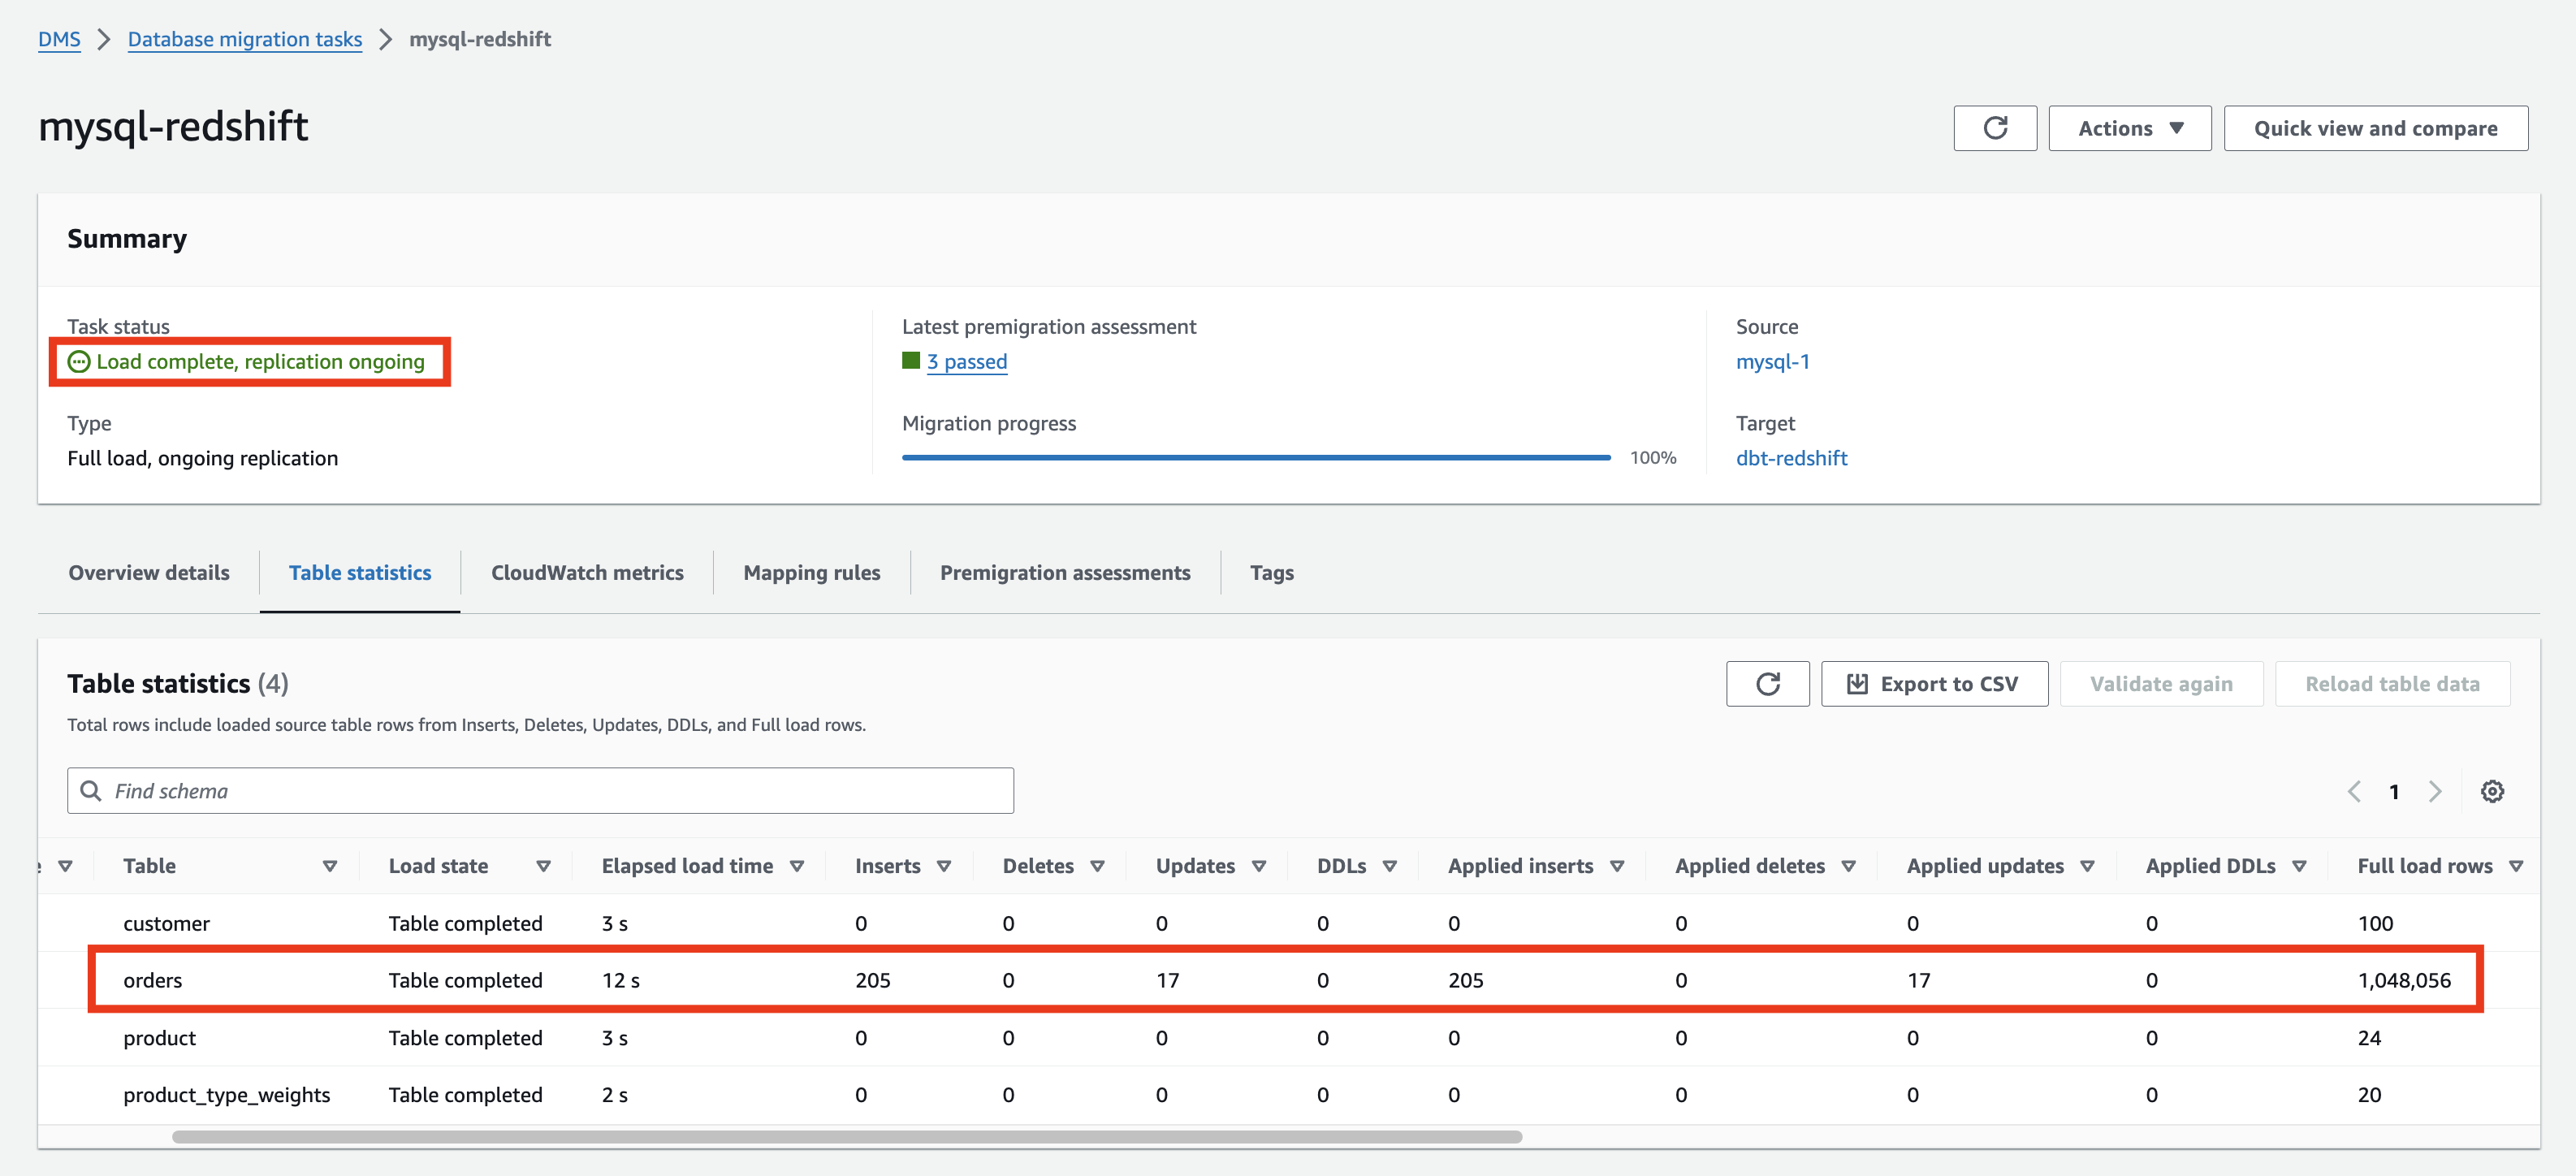 DMS > Database migration tasks > mysql-redshift
mysql-redshift
Actions
Quick view and compare
Summary
Task status
Load complete, replication ongoing
Type
Full load, ongoing replication
Latest premigration assessment
3 passed
Migration progress
100%
Source
mysql-1
Target
dbt-redshift
Overview details
Table statistics
CloudWatch metrics
Mapping rules
Premigration assessments
Tags
Table statistics (4)
Export to CSV
Validate again
Reload table data
Total rows include loaded source table rows from Inserts, Deletes, Updates, DDLs, and Full load rows.
Find schema
1
Table Load state Elapsed load time Inserts Deletes Updates DDLs Applied inserts Applied deletes Applied updates Applied DDLs Full load rows
customer Table completed 3 s 0 0 0 0 0 0 0 0 100
orders Table completed 12 s 205 0 17 0 205 0 17 0 1,048,056
product Table completed 3 s 0 0 0 0 0 0 0 0 24
product_type_weights Table completed 2 s 0 0 0 0 0 0 0 0 20